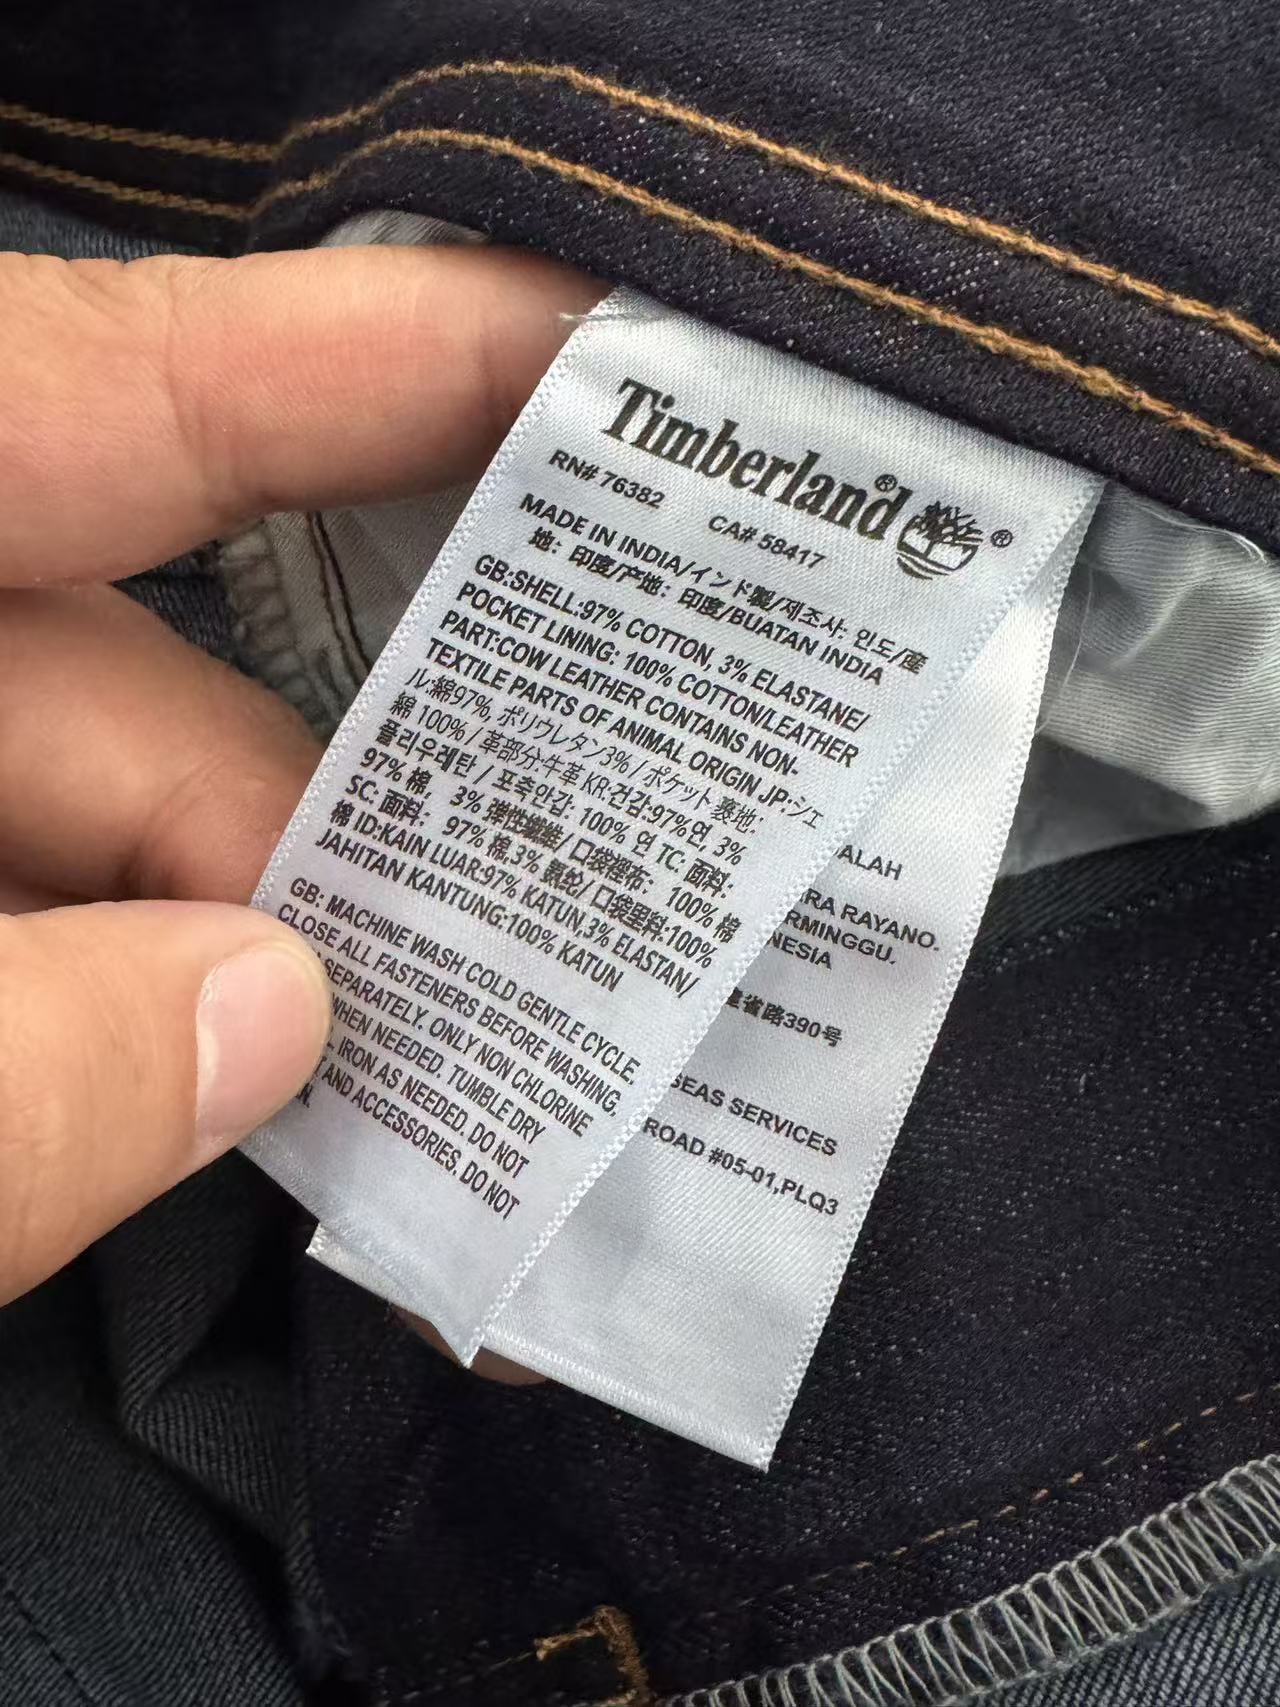 Timberland®
RN# 76382 CA# 58417
MADE IN INDIA/インド製/제조사: 인도/産
地: 印度/产地: 印度/BUATAN INDIA
GB:SHELL:97% COTTON, 3% ELASTANE/
POCKET LINING: 100% COTTON/LEATHER
PART:COW LEATHER CONTAINS NON-
TEXTILE PARTS OF ANIMAL ORIGIN JP:シェ
ル:綿97%, ポリウレタン3% / ポケット裏地:
綿 100% / 革部分:牛革 KR:겉감:97%면, 3%
폴리우레탄 / 포속안감: 100% 면 TC: 面料:
97% 棉, 3% 彈性纖維/ 口袋裡布: 100% 棉
SC: 面料: 97% 棉,3% 氨纶/ 口袋里料:100%
棉 ID:KAIN LUAR:97% KATUN,3% ELASTAN/
JAHITAN KANTUNG:100% KATUN
GB: MACHINE WASH COLD GENTLE CYCLE.
CLOSE ALL FASTENERS BEFORE WASHING.
SEPARATELY. ONLY NON CHLORINE
WHEN NEEDED. TUMBLE DRY
IRON AS NEEDED. DO NOT
AND ACCESSORIES. DO NOT
ALAH
RA RAYANO.
RMINGGU.
NESIA
省路390号
SEAS SERVICES
ROAD #05-01,PLQ3